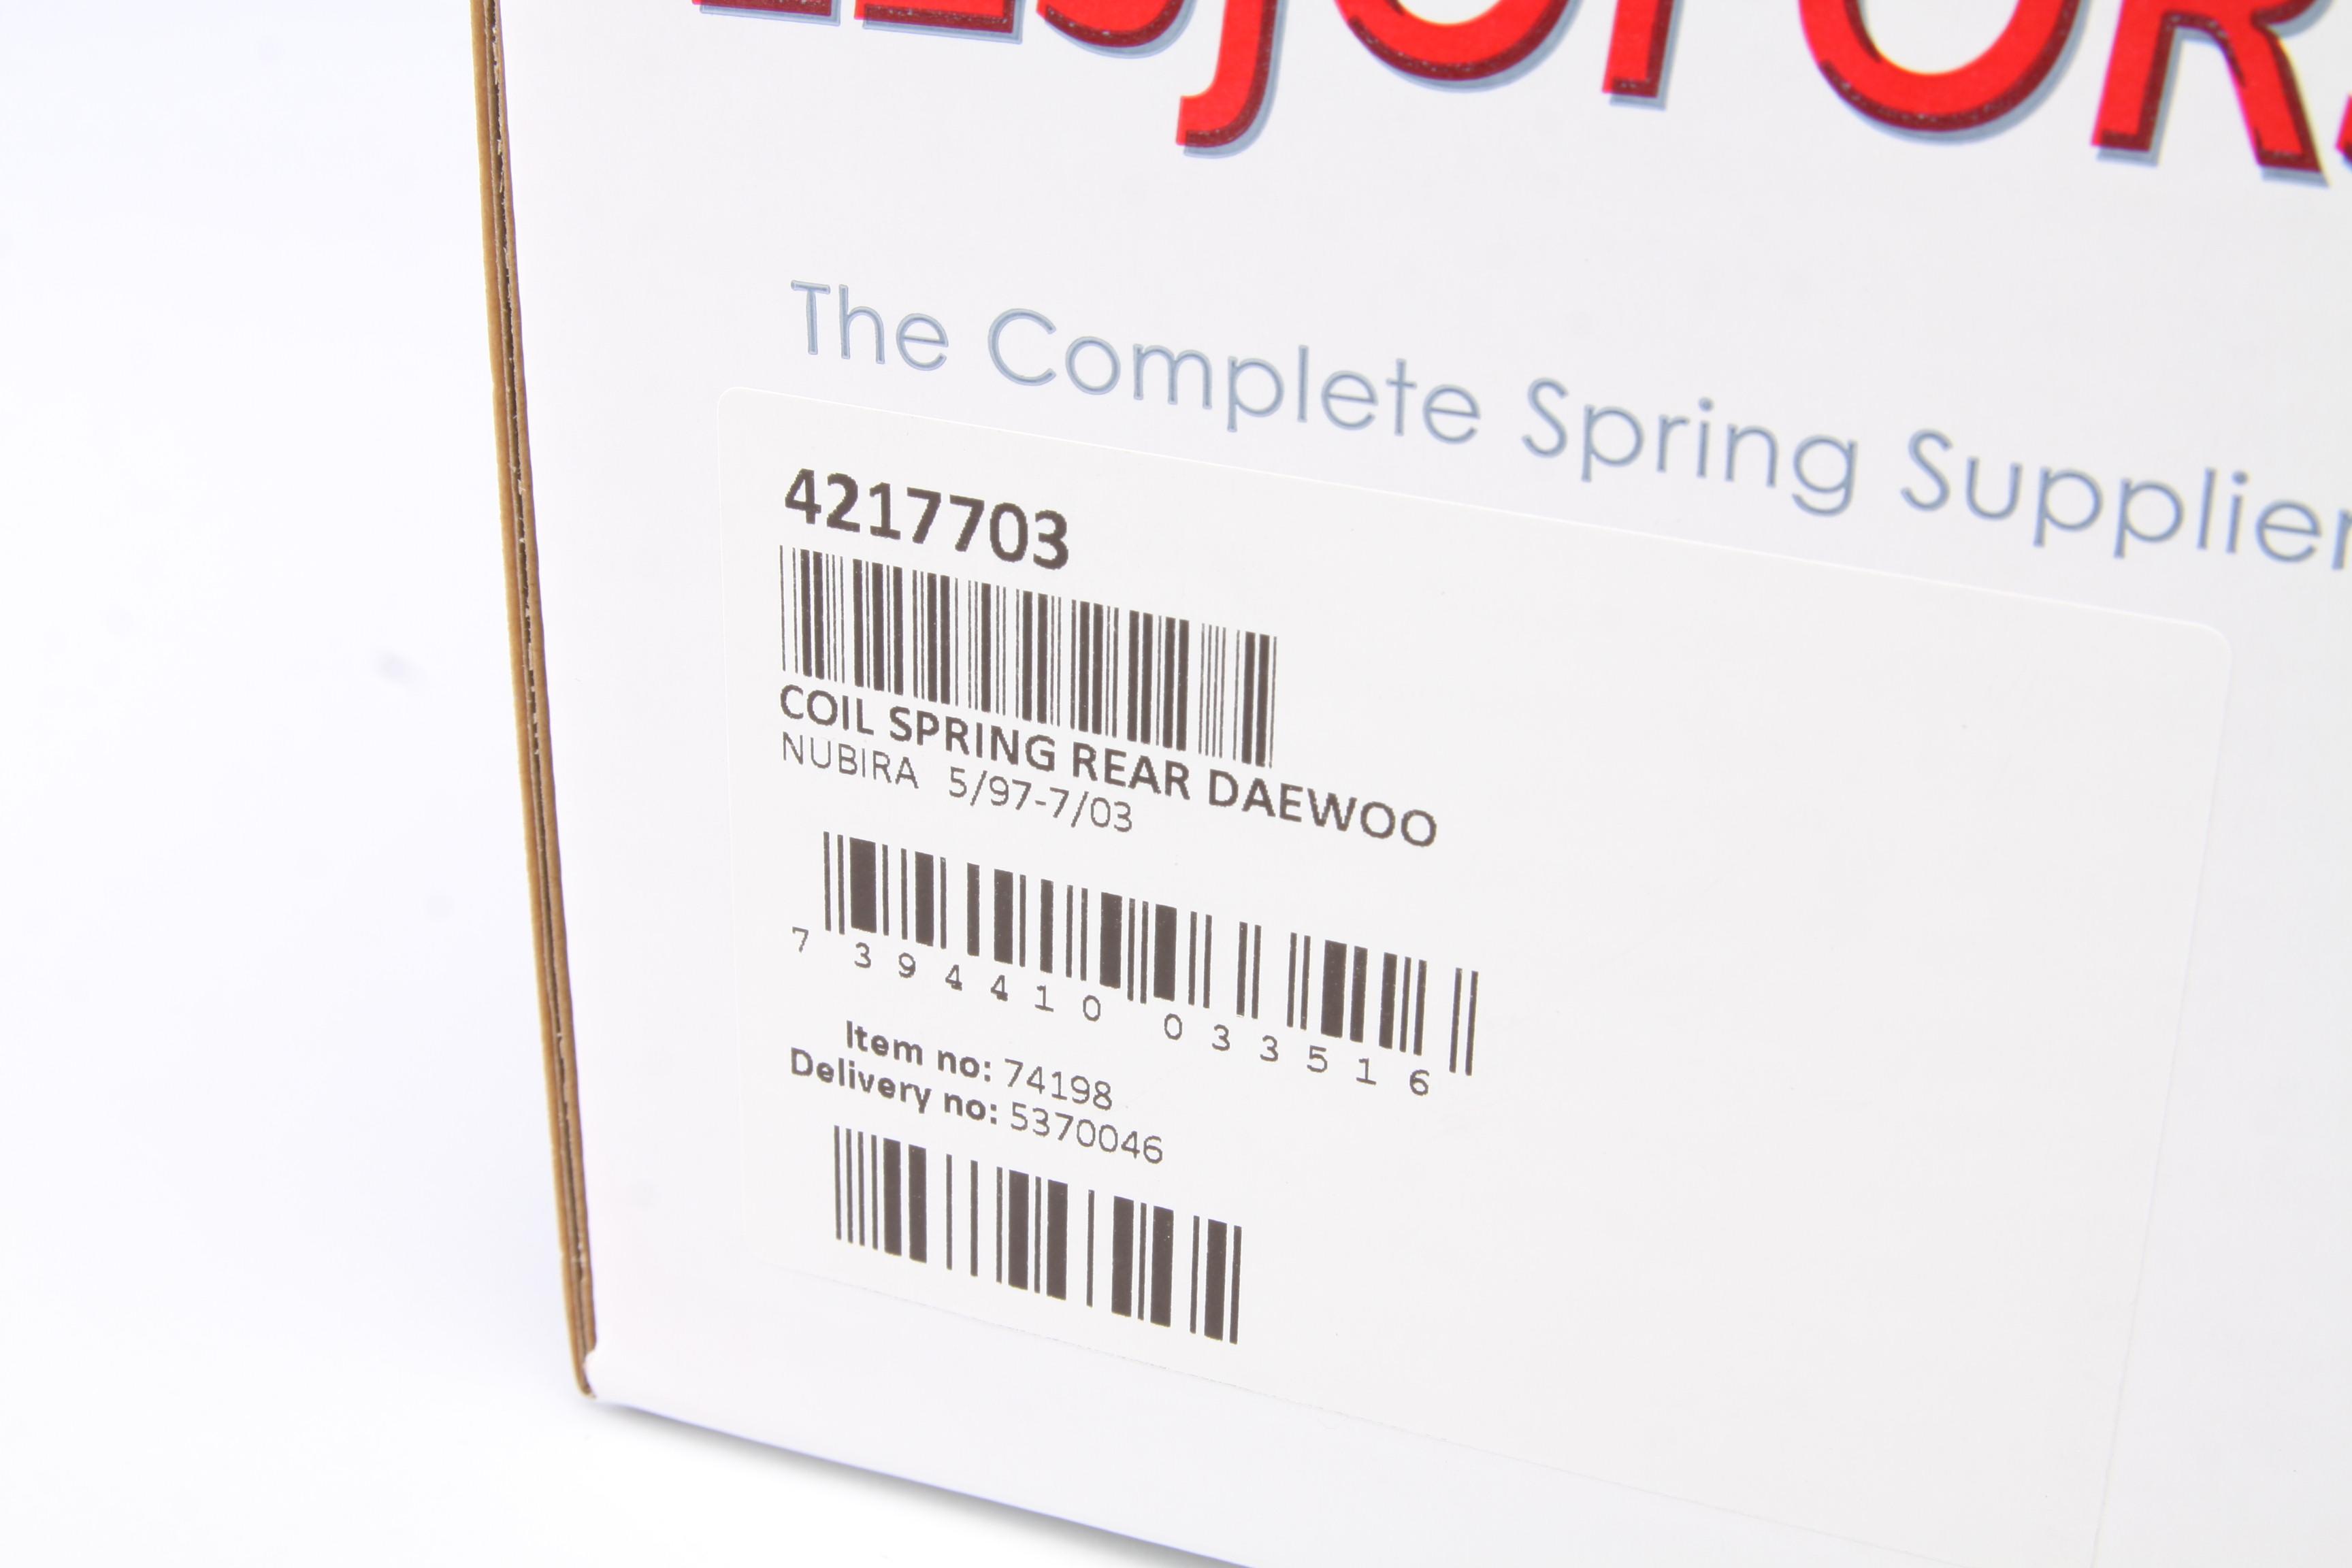 LESJÖFORS
The Complete Spring Supplier
4217703
COIL SPRING REAR DAEWOO
NUBIRA 5/97-7/03
7 394410 033516
Item no: 74198
Delivery no: 5370046